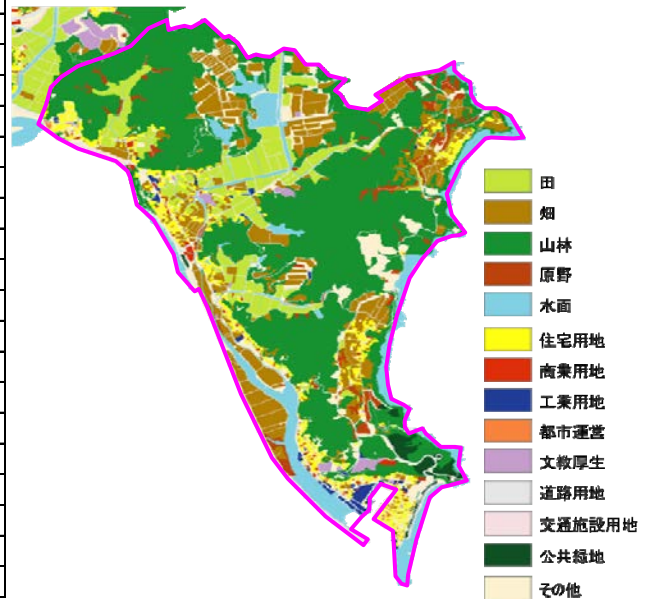 田
畑
山林
原野
水面
住宅用地
商業用地
工業用地
都市運営
文教厚生
道路用地
交通施設用地
公共緑地
その他